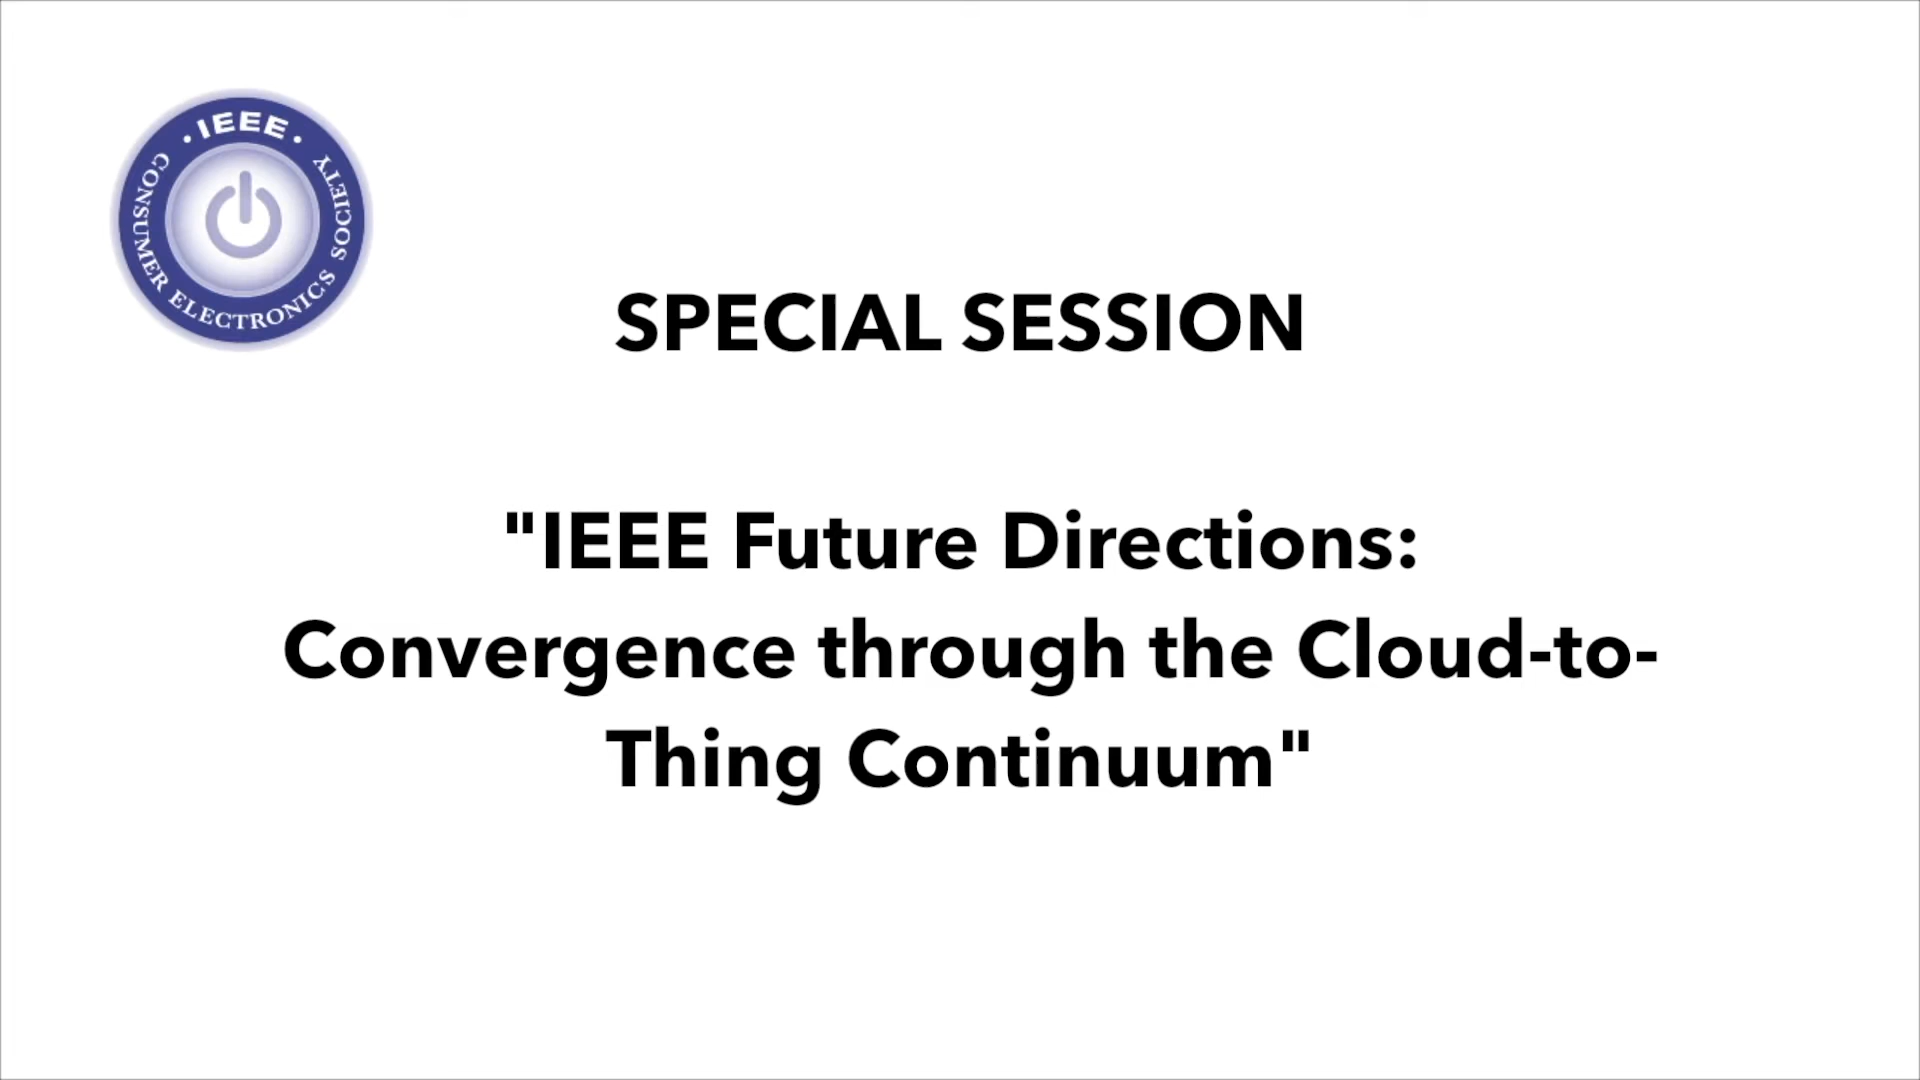 · IEEE ·
CONSUMER ELECTRONICS SOCIETY
SPECIAL SESSION
"IEEE Future Directions:
Convergence through the Cloud-to-
Thing Continuum"